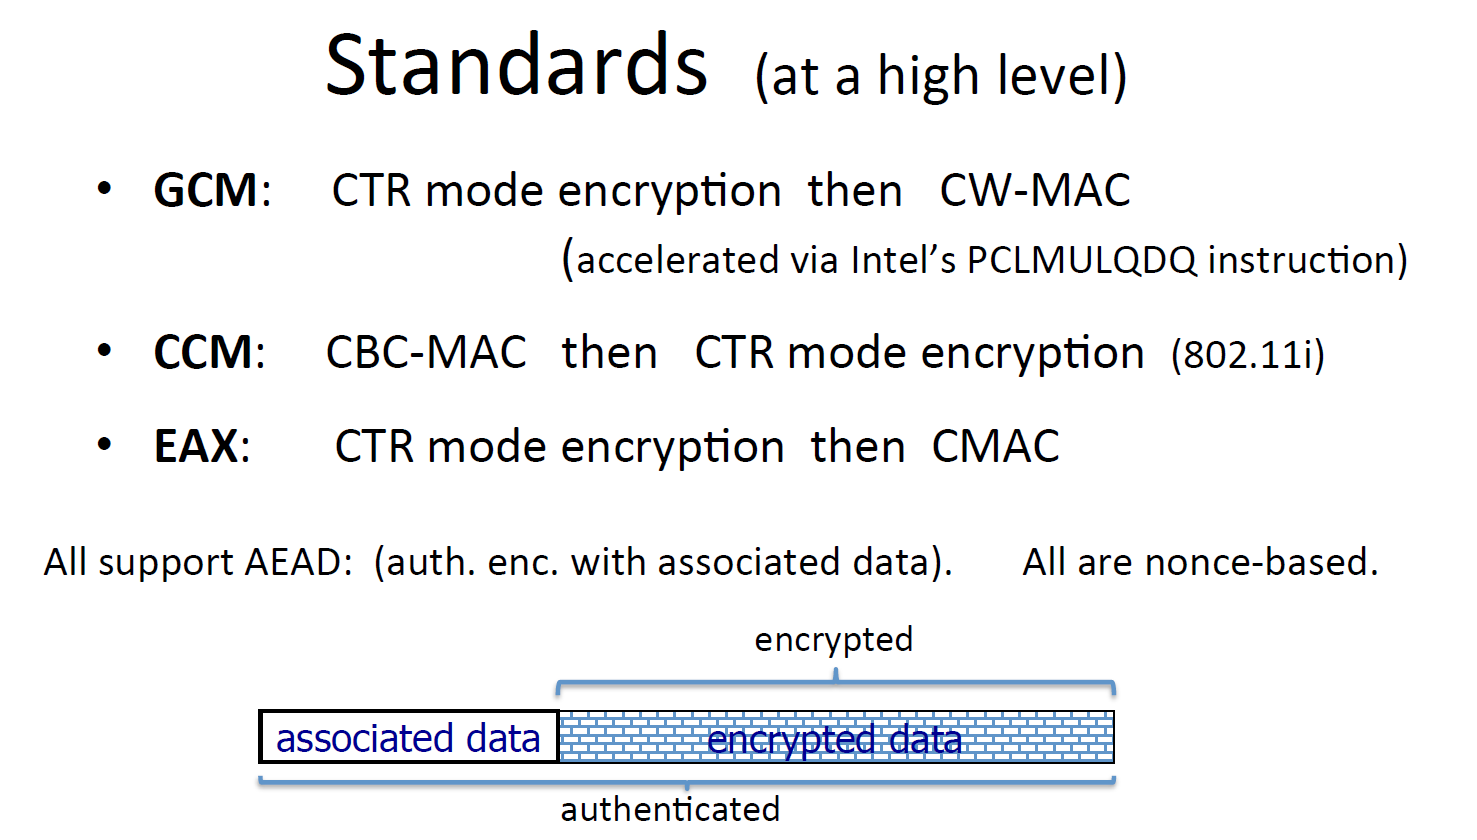 Standards (at a high level)
• GCM: CTR mode encryption then CW-MAC
(accelerated via Intel’s PCLMULQDQ instruction)
• CCM: CBC-MAC then CTR mode encryption (802.11i)
• EAX: CTR mode encryption then CMAC
All support AEAD: (auth. enc. with associated data). All are nonce-based.
encrypted
associated data encrypted data
authenticated